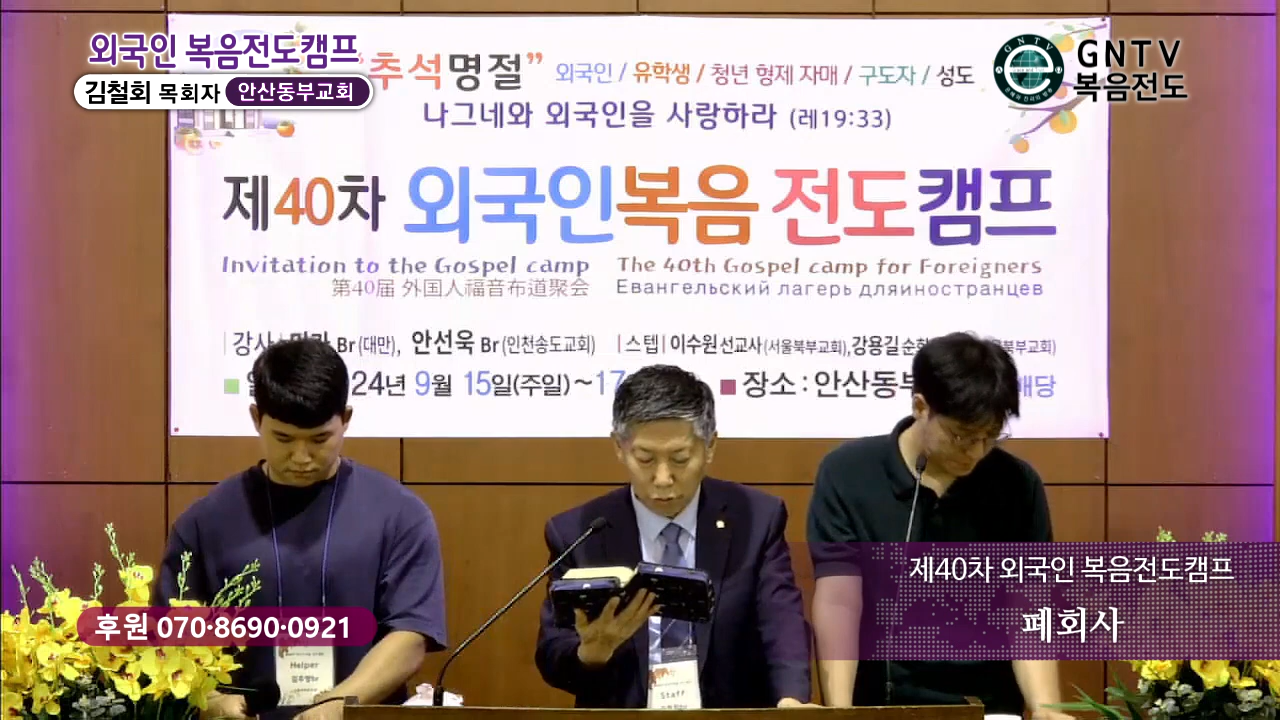 외국인 복음전도캠프
김철회 목회자 안산동부교회
GNTV
복음전도
추석명절” 외국인 / 유학생 / 청년 형제 자매 / 구도자 / 성도
나그네와 외국인을 사랑하라 (레19:33)
제40차 외국인복음 전도캠프
Invitation to the Gospel camp The 40th Gospel camp for Foreigners
第40届 外国人福音布道聚会 Евангельский лагерь дляиностранцев
| 강사 Br (대만), 안선욱 Br (인천송도교회) | 스텝 | 이수원 선교사 (서울북부교회), 강용길 북부교회)
24년 9월 15일(주일)~17 ■ 장소 : 안산동부
제40차 외국인 복음전도캠프
폐회사
후원 070·8690·0921
Helper
Staff